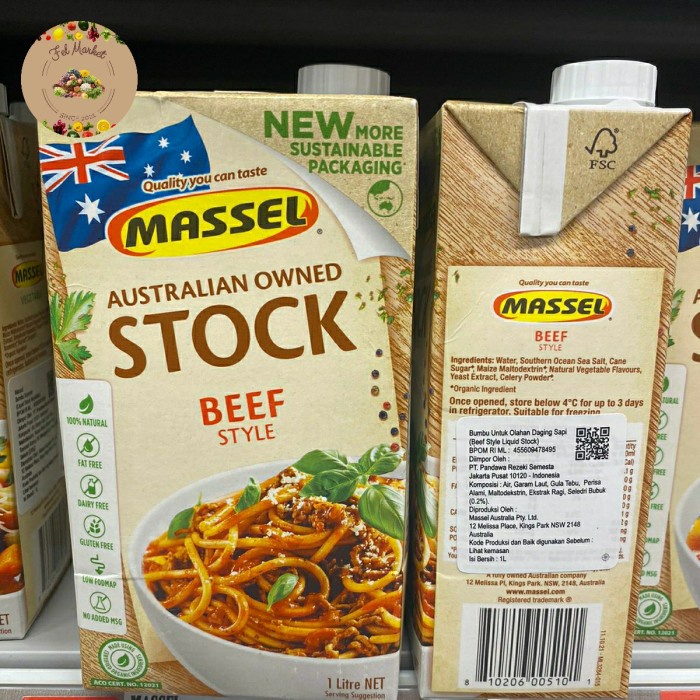 Fel Market
NEW MORE
SUSTAINABLE
PACKAGING
Quality you can taste
MASSEL
AUSTRALIAN OWNED
STOCK
BEEF
STYLE
100% NATURAL
FAT FREE
DAIRY FREE
GLUTEN FREE
LOW FODMAP
NO ADDED MSG
ACO CERT. NO. 12021
1 Litre NET
Serving Suggestion
FSC
Quality you can taste
MASSEL
BEEF
STYLE
Ingredients: Water, Southern Ocean Sea Salt, Cane
Sugar*, Maize Maltodextrin*, Natural Vegetable Flavours,
Yeast Extract, Celery Powder*.
*Organic Ingredient
Once opened, store below 4°C for up to 3 days
in refrigerator. Suitable for freezing.
Bumbu Untuk Olahan Daging Sapi
(Beef Style Liquid Stock)
BPOM RI ML : 455609478495
Diimpor Oleh :
PT. Pandawa Rezeki Semesta
Jakarta Pusat 10120 - Indonesia
Komposisi : Air, Garam Laut, Gula Tebu, Perisa
Alami, Maltodekstrin, Ekstrak Ragi, Seledri Bubuk
(0.2%).
Diproduksi Oleh :
Massel Australia Pty. Ltd.
12 Melissa Place, Kings Park NSW 2148
Australia
Kode Produksi dan Baik digunakan Sebelum :
Lihat kemasan
Isi Bersih : 1L
A fully owned Australian company
12 Melissa Pl, Kings Park, NSW, 2148, Australia
www.massel.com
Registered trademark ®
8 10206 00510
MASSEL
MASSEL